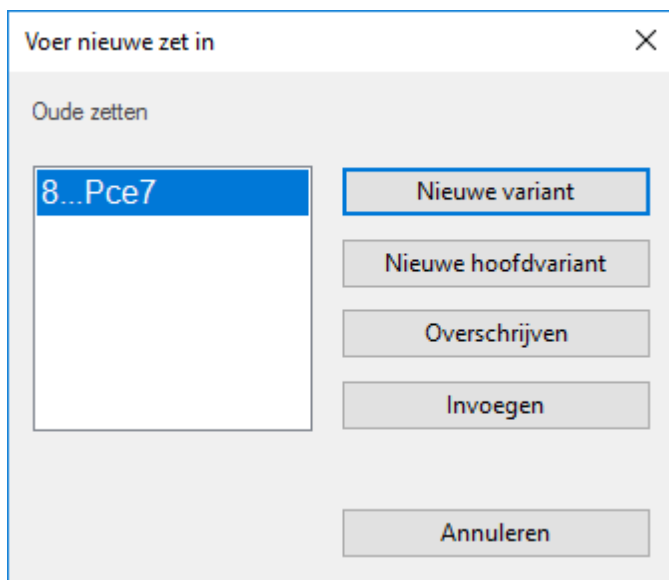 Voer nieuwe zet in
Oude zetten
8...Pce7
Nieuwe variant
Nieuwe hoofdvariant
Overschrijven
Invoegen
Annuleren